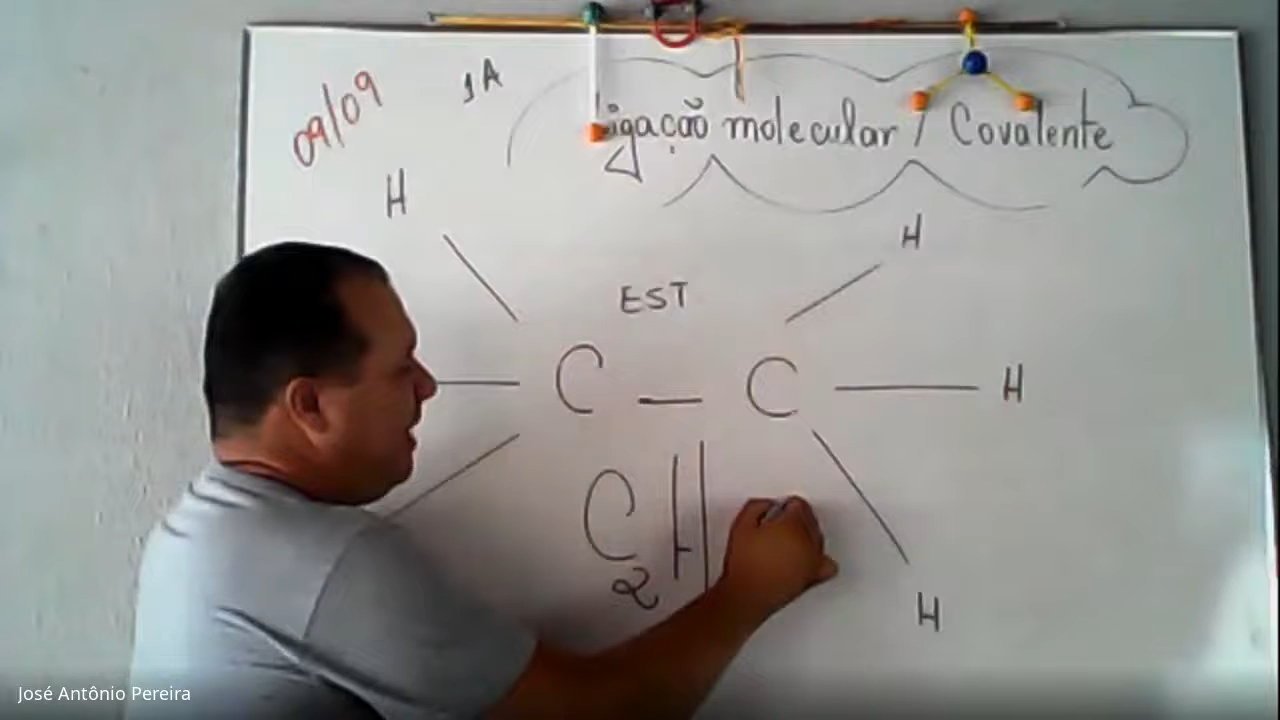 09/09
1A
Ligação molecular / Covalente
H
H
EST
C — C — H
C2H
H
José Antônio Pereira